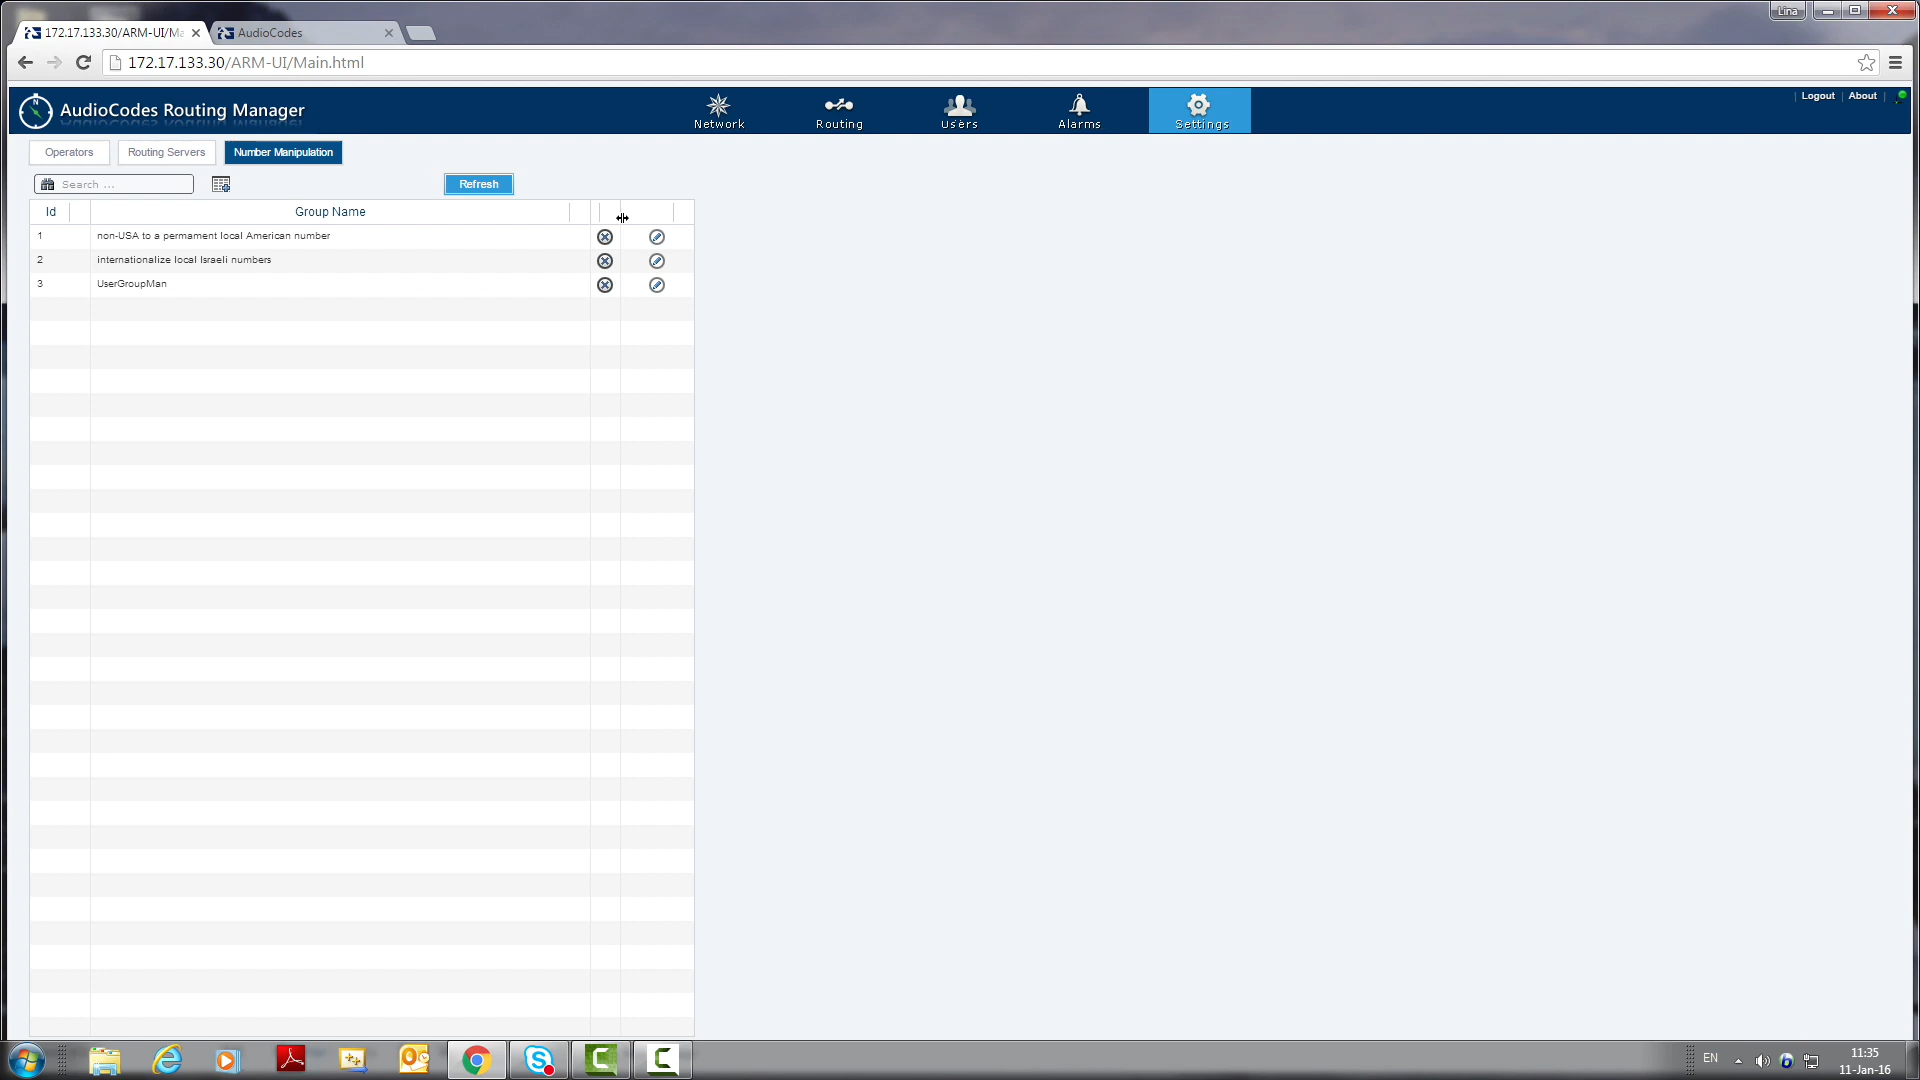 Lina
172.17.133.30/ARM-UI/Ma
AudioCodes
172.17.133.30/ARM-UI/Main.html
N
AudioCodes Routing Manager
Network
Routing
Users
Alarms
Settings
Logout
About
Operators
Routing Servers
Number Manipulation
Search ...
Refresh
Id
Group Name
1
non-USA to a permament local American number
2
internationalize local Israeli numbers
3
UserGroupMan
EN
11:35
11-Jan-16